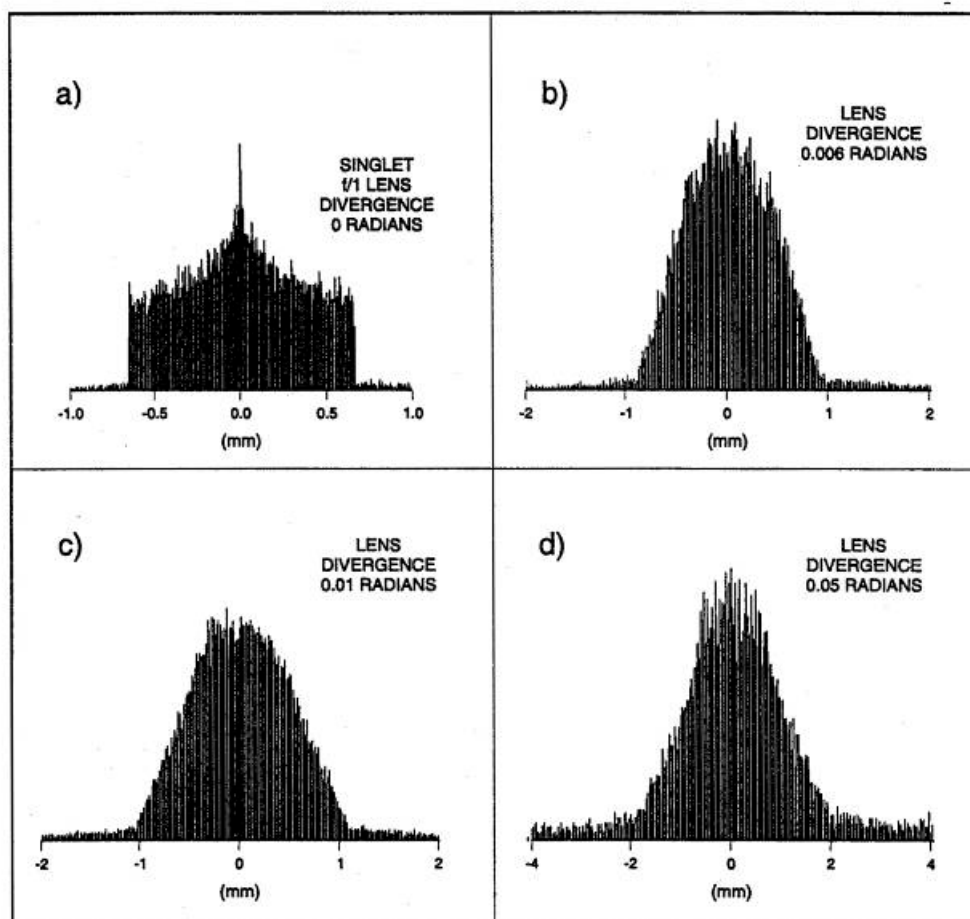 a)
SINGLET
f/1 LENS
DIVERGENCE
0 RADIANS
-1.0 -0.5 0.0 0.5 1.0
(mm)
b)
LENS
DIVERGENCE
0.006 RADIANS
-2 -1 0 1 2
(mm)
c)
LENS
DIVERGENCE
0.01 RADIANS
-2 -1 0 1 2
(mm)
d)
LENS
DIVERGENCE
0.05 RADIANS
-4 -2 0 2 4
(mm)